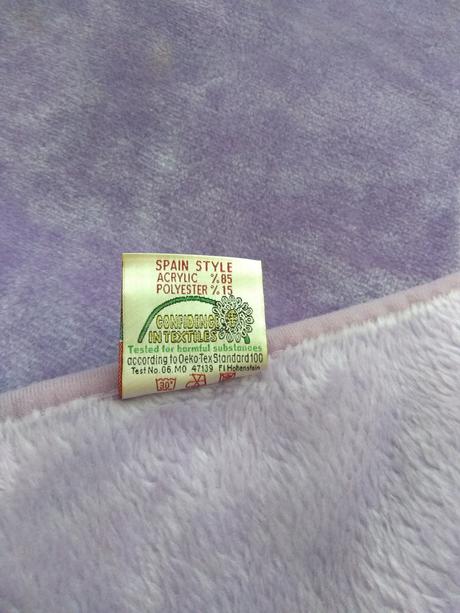 SPAIN STYLE
ACRYLIC %85
POLYESTER %15
CONFIDENCE
IN TEXTILES
Tested for harmful substances
according to Oeko-Tex Standard 100
Test No. 06.MO 47139 FI Hohenstein
30°